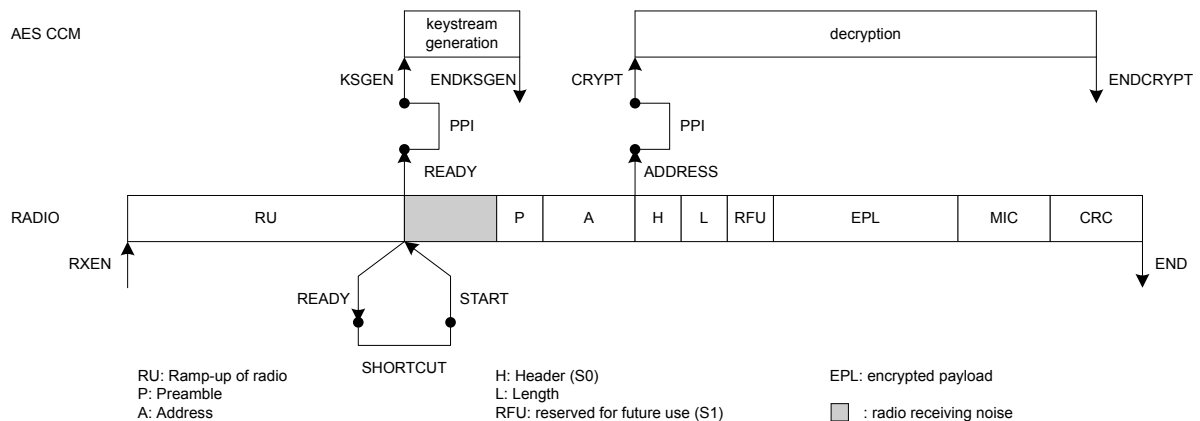 AES CCM
keystream
generation
decryption
KSGEN
ENDKSGEN
CRYPT
ENDCRYPT
PPI
PPI
READY
ADDRESS
RADIO
RU
P
A
H
L
RFU
EPL
MIC
CRC
RXEN
END
READY
START
SHORTCUT
RU: Ramp-up of radio
P: Preamble
A: Address
H: Header (S0)
L: Length
RFU: reserved for future use (S1)
EPL: encrypted payload
: radio receiving noise